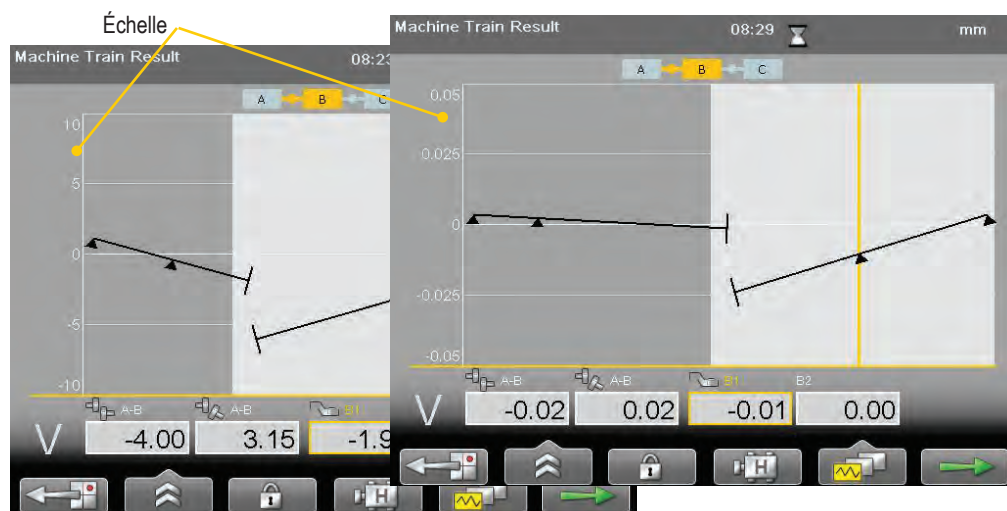 Échelle
Machine Train Result 08:23
A B C
10
5
0
-5
-10
A-B A-B B1
V -4.00 3.15 -1.9
H
Machine Train Result 08:29 mm
A B C
0.05
0.025
0
-0.025
-0.05
A-B A-B B1 B2
V -0.02 0.02 -0.01 0.00
H